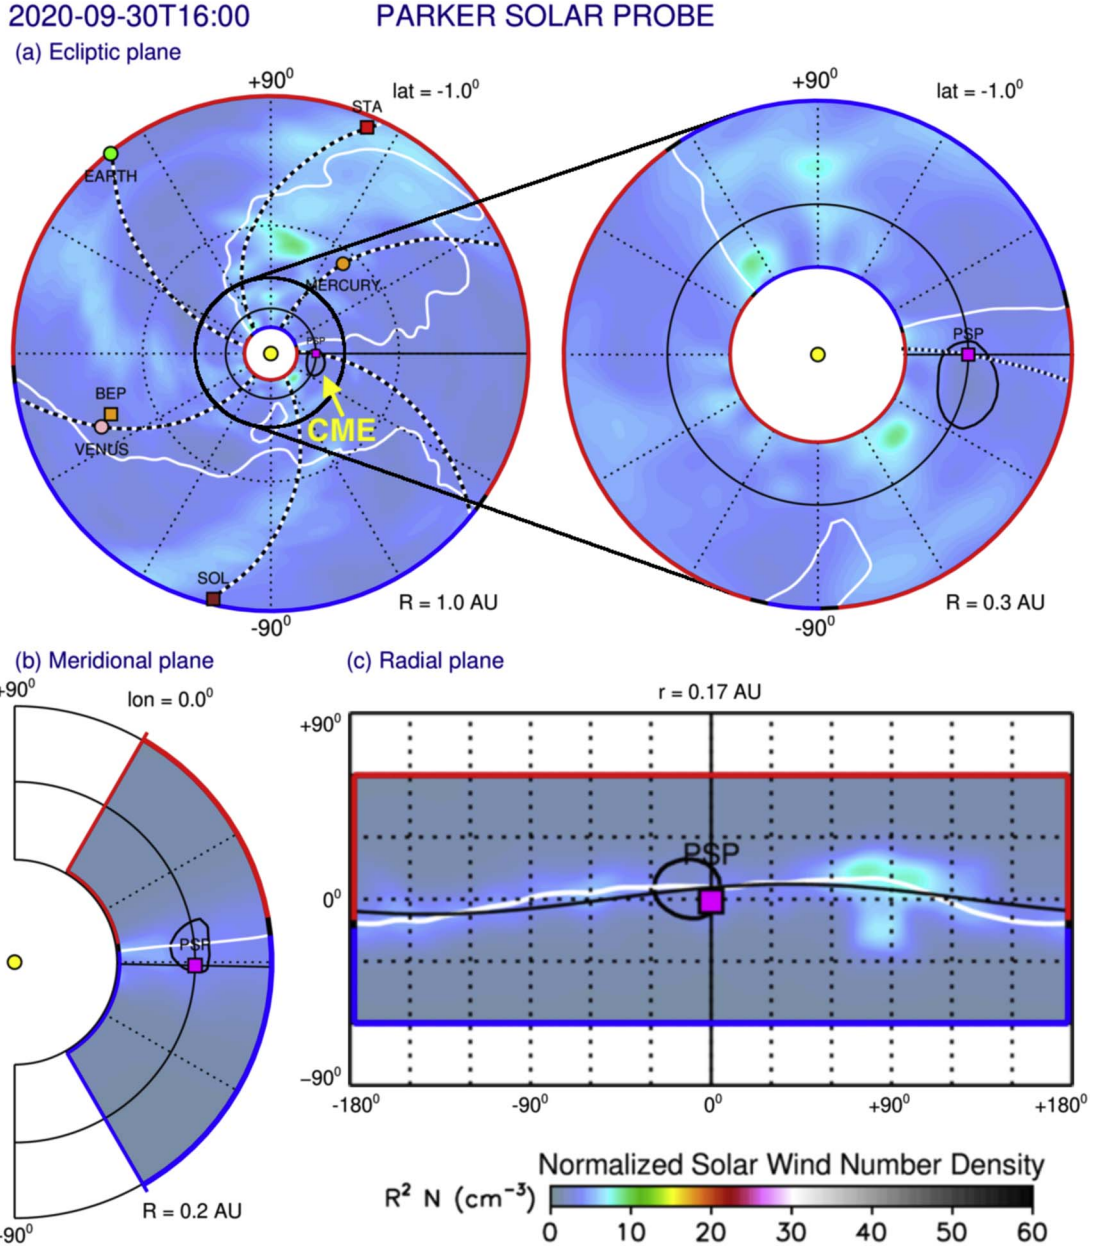 2020-09-30T16:00 PARKER SOLAR PROBE
(a) Ecliptic plane
+90⁰ lat = -1.0⁰ +90⁰ lat = -1.0⁰
STA
EARTH
MERCURY
PSP
PSP
BEP
CME
VENUS
SOL
R = 1.0 AU R = 0.3 AU
-90⁰ -90⁰
(b) Meridional plane (c) Radial plane
+90⁰ lon = 0.0⁰ r = 0.17 AU
+90⁰
PSP
0⁰
PSP
−90⁰
-180⁰ -90⁰ 0⁰ +90⁰ +180⁰
R = 0.2 AU
-90⁰
Normalized Solar Wind Number Density
R² N (cm⁻³)
0 10 20 30 40 50 60